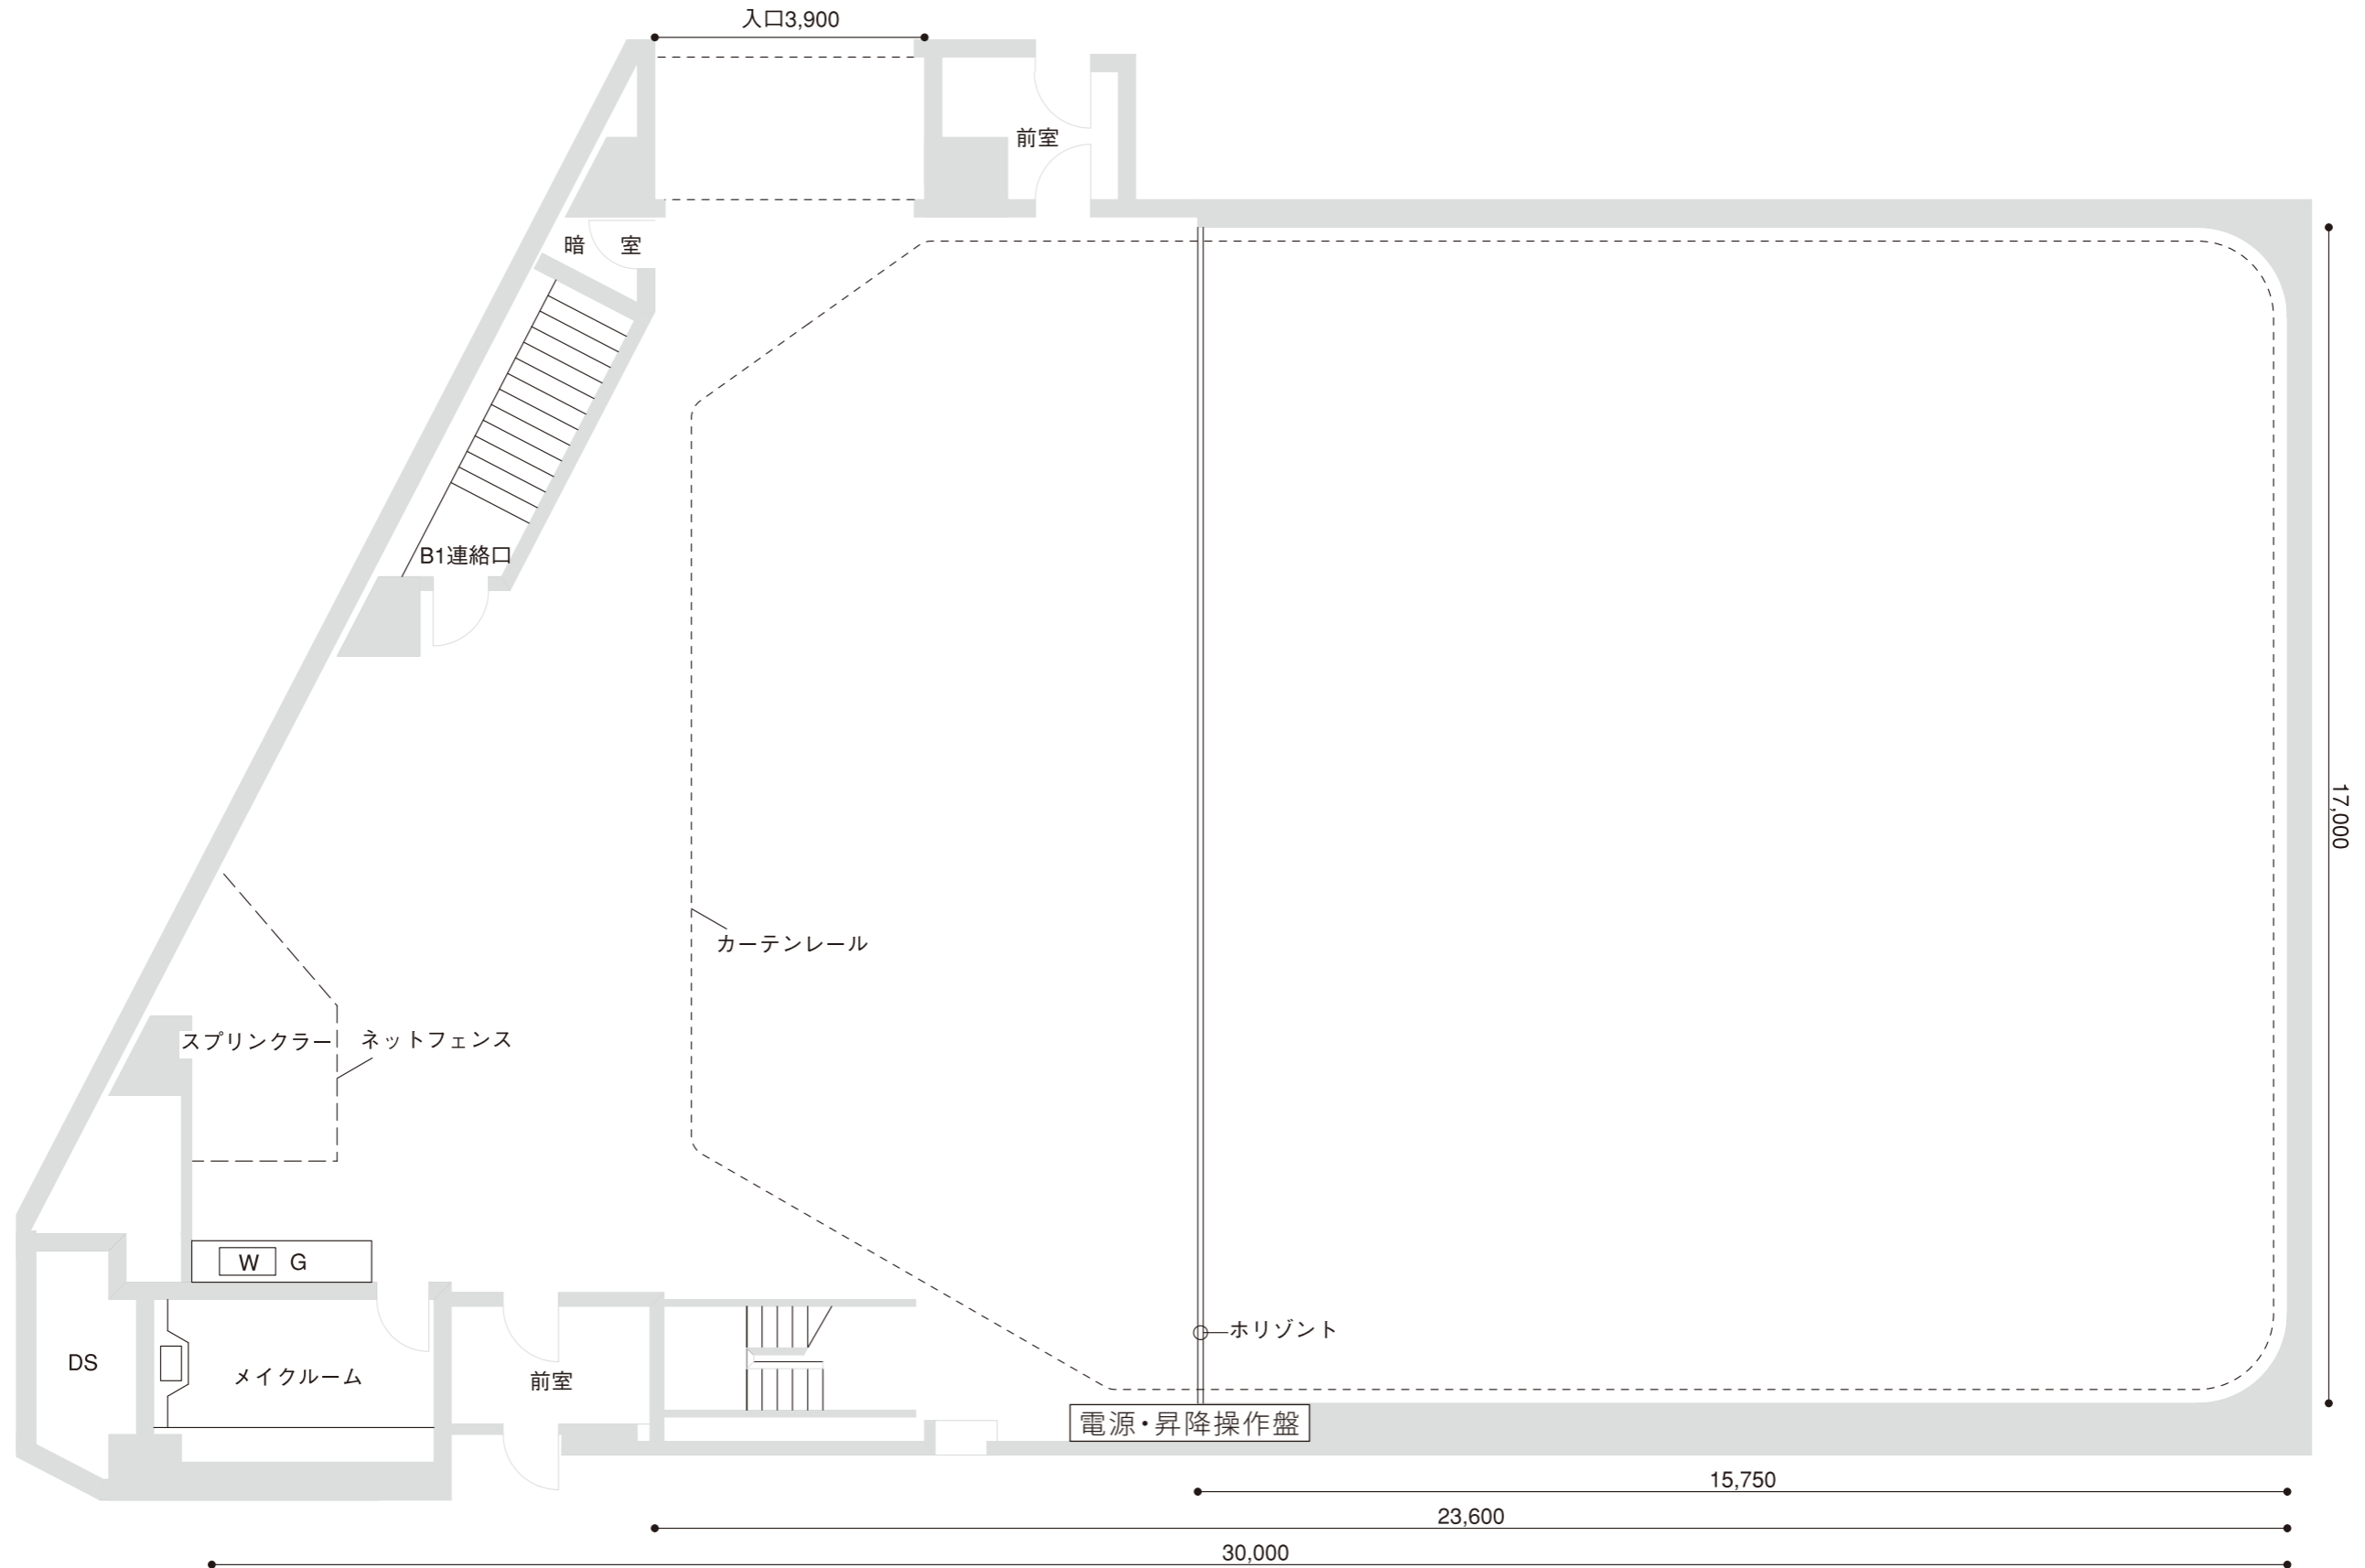 入口3,900
前室
暗 室
B1連絡口
17,000
カーテンレール
スプリンクラー
ネットフェンス
W G
ホリゾント
DS
メイクルーム
前室
電源・昇降操作盤
15,750
23,600
30,000